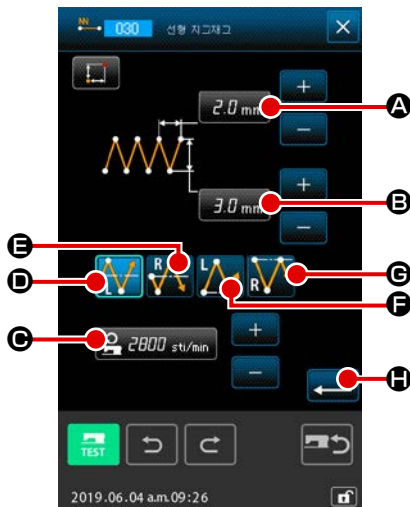 NN 030 선형 지그재그
2.0 mm
A
3.0 mm
B
E
D
L
R
L
R
G
F
C
2800 sti/min
H
TEST
2019.06.04 a.m.09:26